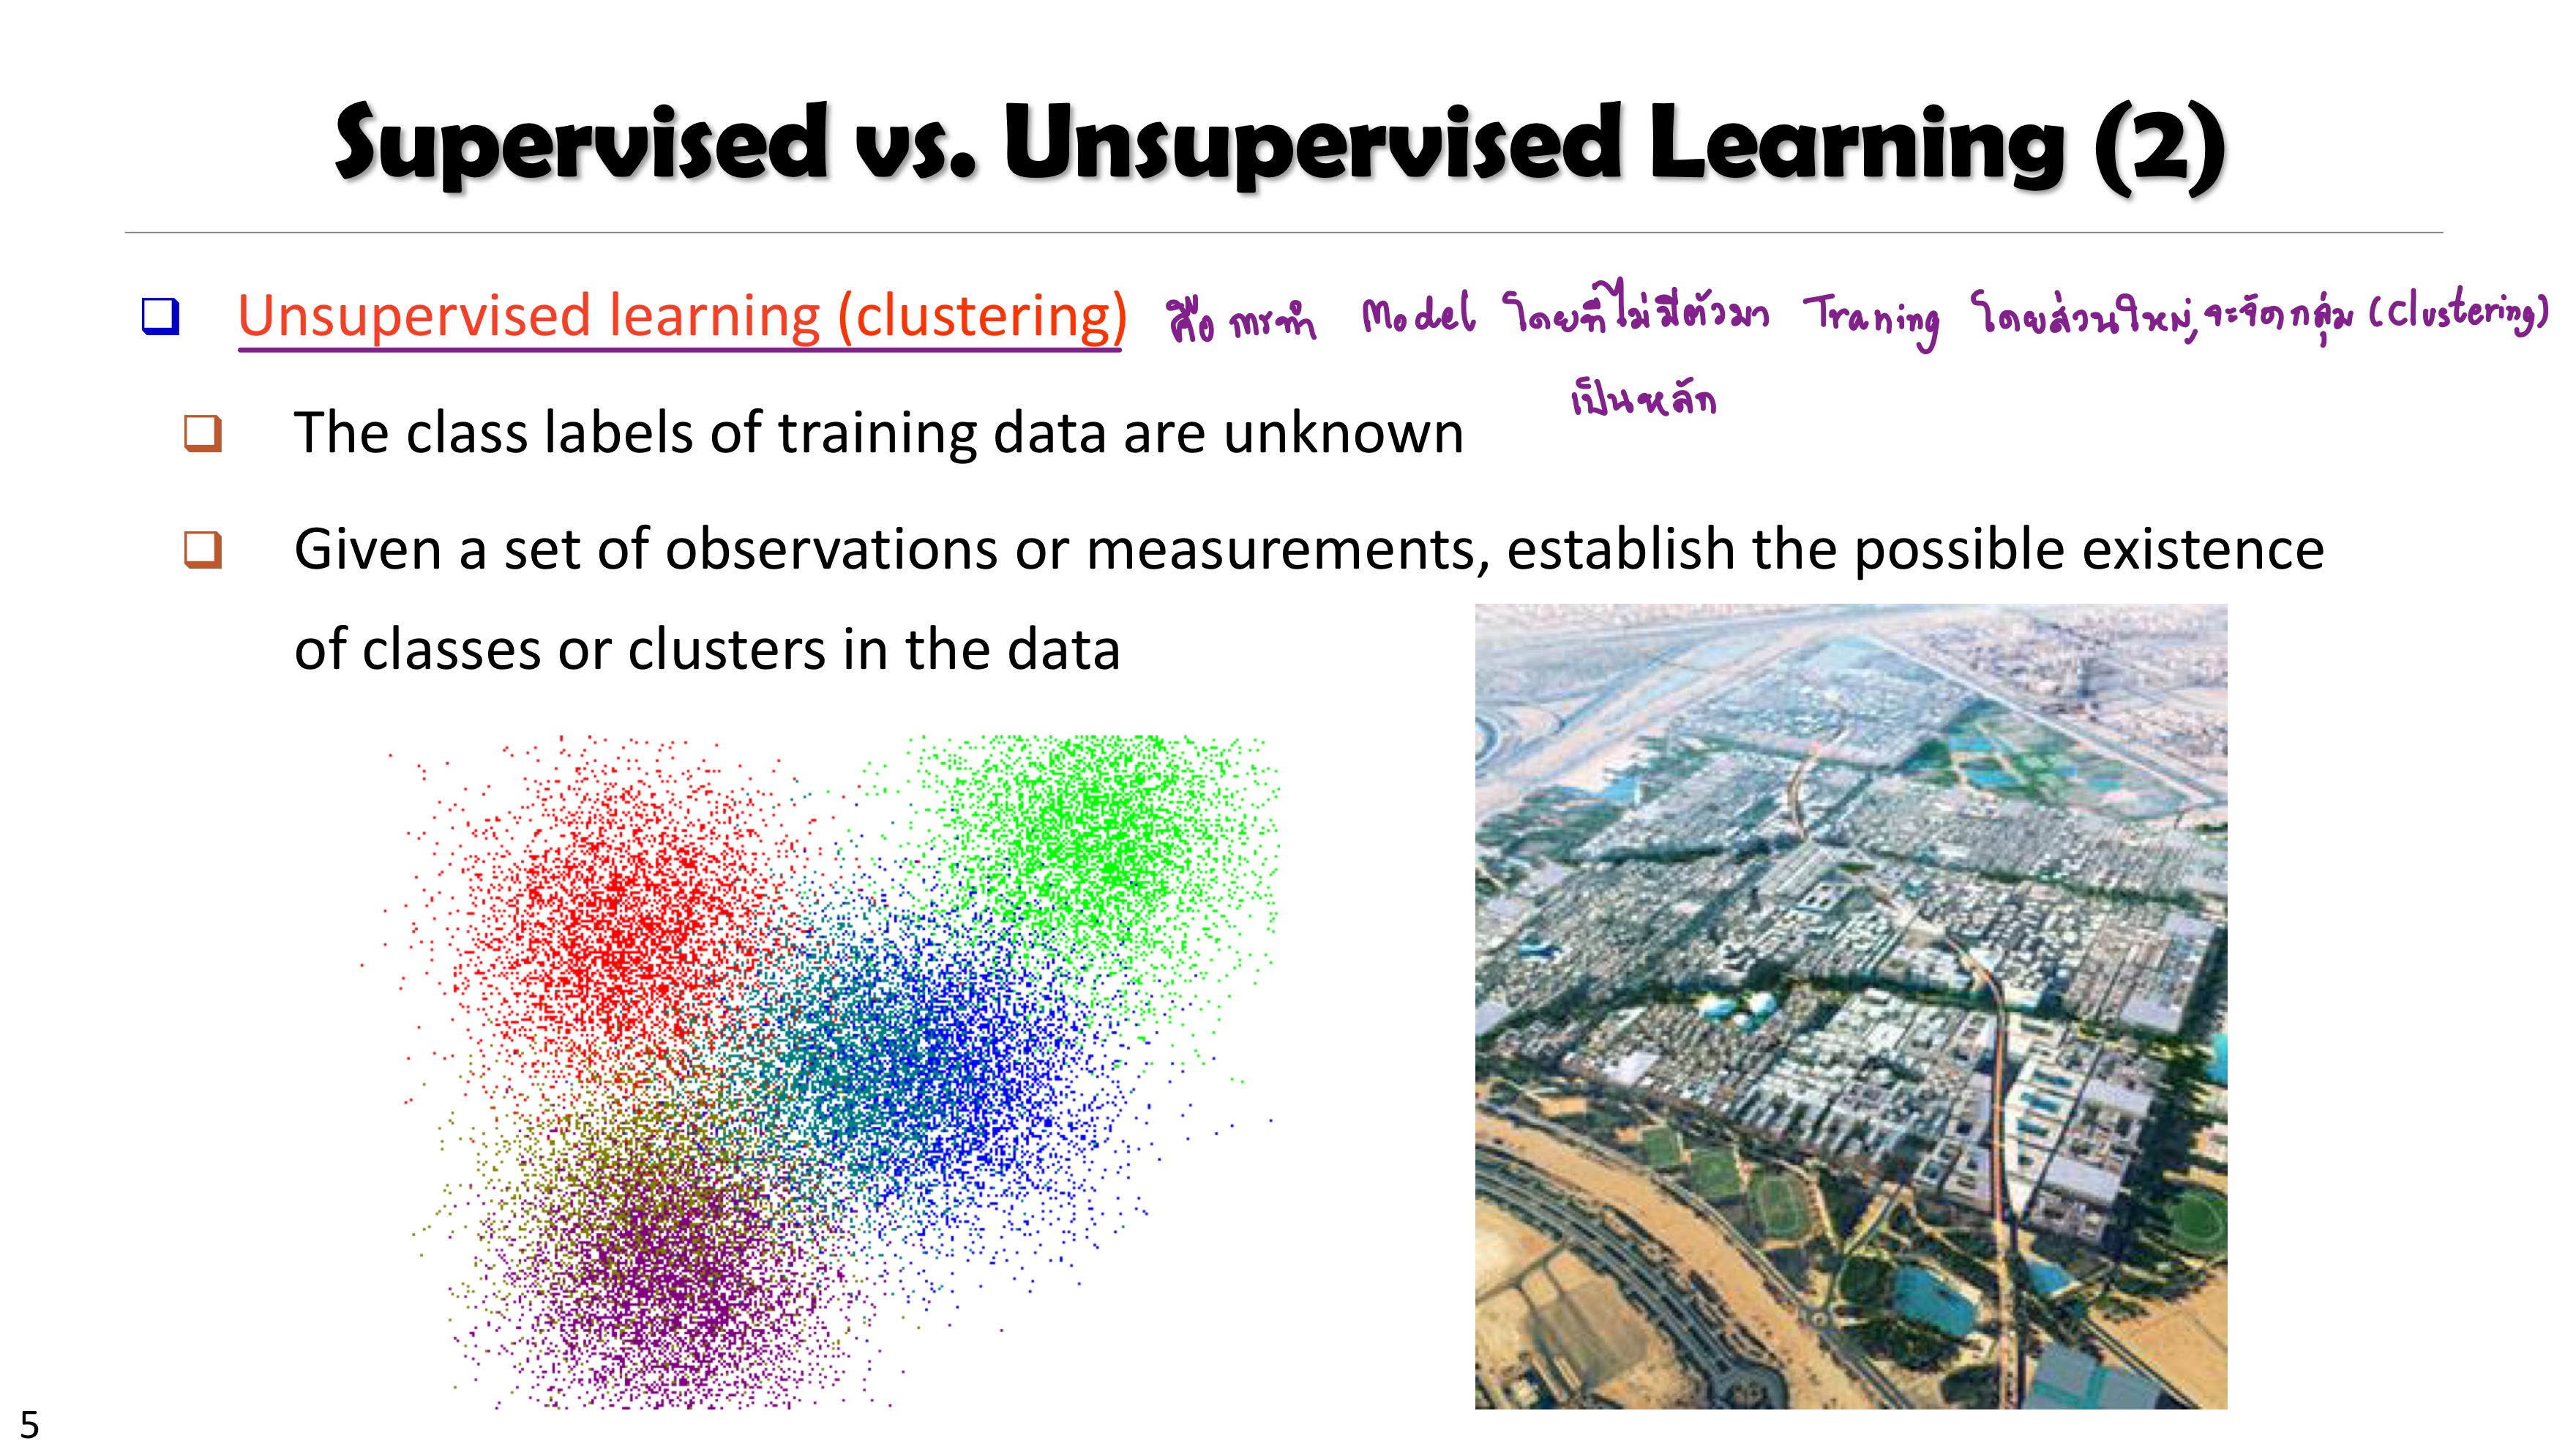 Supervised vs. Unsupervised Learning (2)
Unsupervised learning (clustering) คือ การทำ Model โดยที่ไม่มีตัวมา Traning โดยส่วนใหญ่จะจัดกลุ่ม (Clustering)
เป็นหลัก
The class labels of training data are unknown
Given a set of observations or measurements, establish the possible existence
of classes or clusters in the data
5